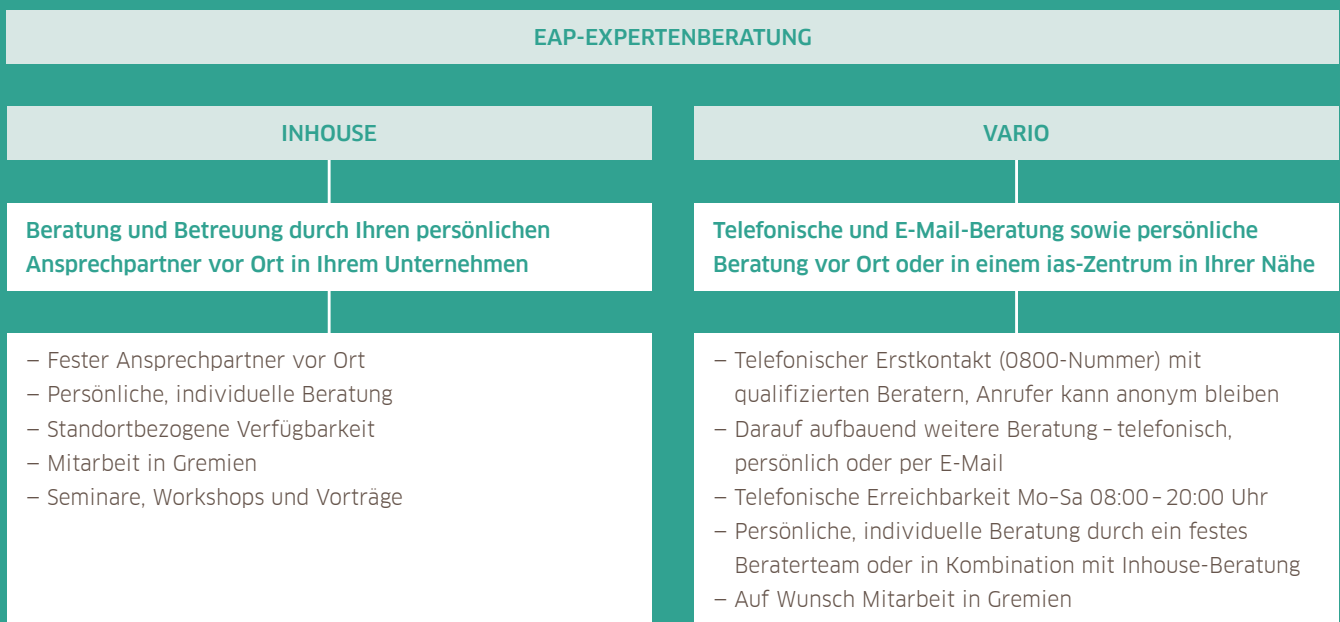 EAP-EXPERTENBERATUNG
INHOUSE
Beratung und Betreuung durch Ihren persönlichen
Ansprechpartner vor Ort in Ihrem Unternehmen
– Fester Ansprechpartner vor Ort
– Persönliche, individuelle Beratung
– Standortbezogene Verfügbarkeit
– Mitarbeit in Gremien
– Seminare, Workshops und Vorträge
VARIO
Telefonische und E-Mail-Beratung sowie persönliche
Beratung vor Ort oder in einem ias-Zentrum in Ihrer Nähe
– Telefonischer Erstkontakt (0800-Nummer) mit
qualifizierten Beratern, Anrufer kann anonym bleiben
– Darauf aufbauend weitere Beratung – telefonisch,
persönlich oder per E-Mail
– Telefonische Erreichbarkeit Mo–Sa 08:00 – 20:00 Uhr
– Persönliche, individuelle Beratung durch ein festes
Beraterteam oder in Kombination mit Inhouse-Beratung
– Auf Wunsch Mitarbeit in Gremien